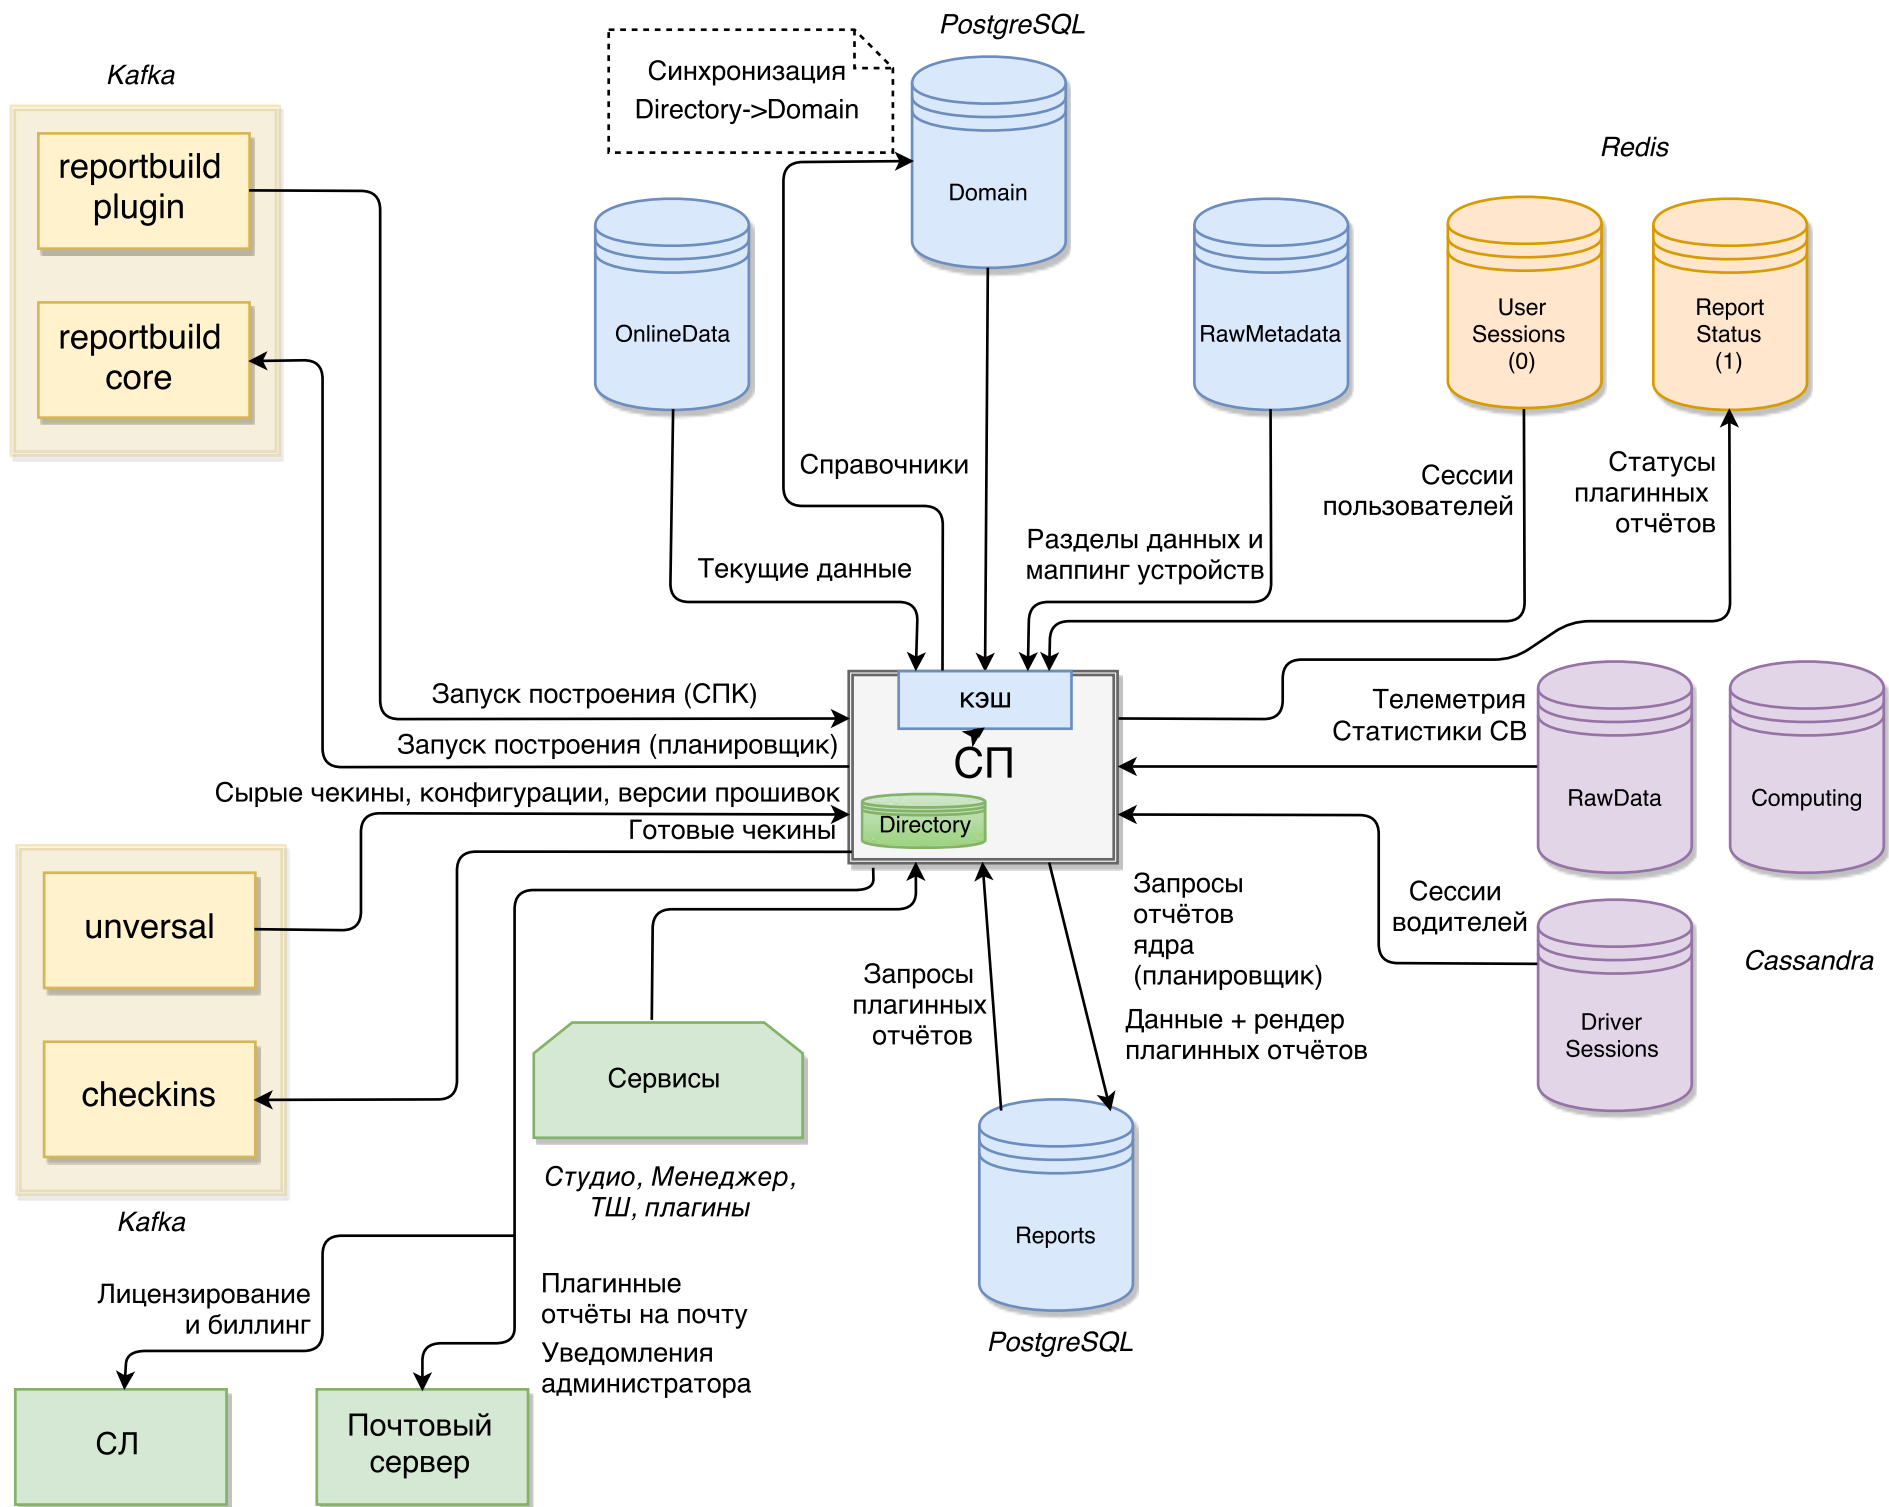 PostgreSQL
Kafka
Синхронизация
Directory->Domain
Redis
reportbuild
plugin
Domain
reportbuild
core
OnlineData
RawMetadata
User
Sessions
(0)
Report
Status
(1)
Справочники
Сессии
пользователей
Статусы
плагинных
отчётов
Текущие данные
Разделы данных и
маппинг устройств
Запуск построения (СПК)
Запуск построения (планировщик)
Сырые чекины, конфигурации, версии прошивок
Готовые чекины
кэш
СП
Directory
Телеметрия
Статистики СВ
RawData
Computing
unversal
checkins
Kafka
Сервисы
Студио, Менеджер,
ТШ, плагины
Запросы
плагинных
отчётов
Запросы
отчётов
ядра
(планировщик)
Данные + рендер
плагинных отчётов
Сессии
водителей
Cassandra
Driver
Sessions
Reports
PostgreSQL
Лицензирование
и биллинг
Плагинные
отчёты на почту
Уведомления
администратора
СЛ
Почтовый
сервер